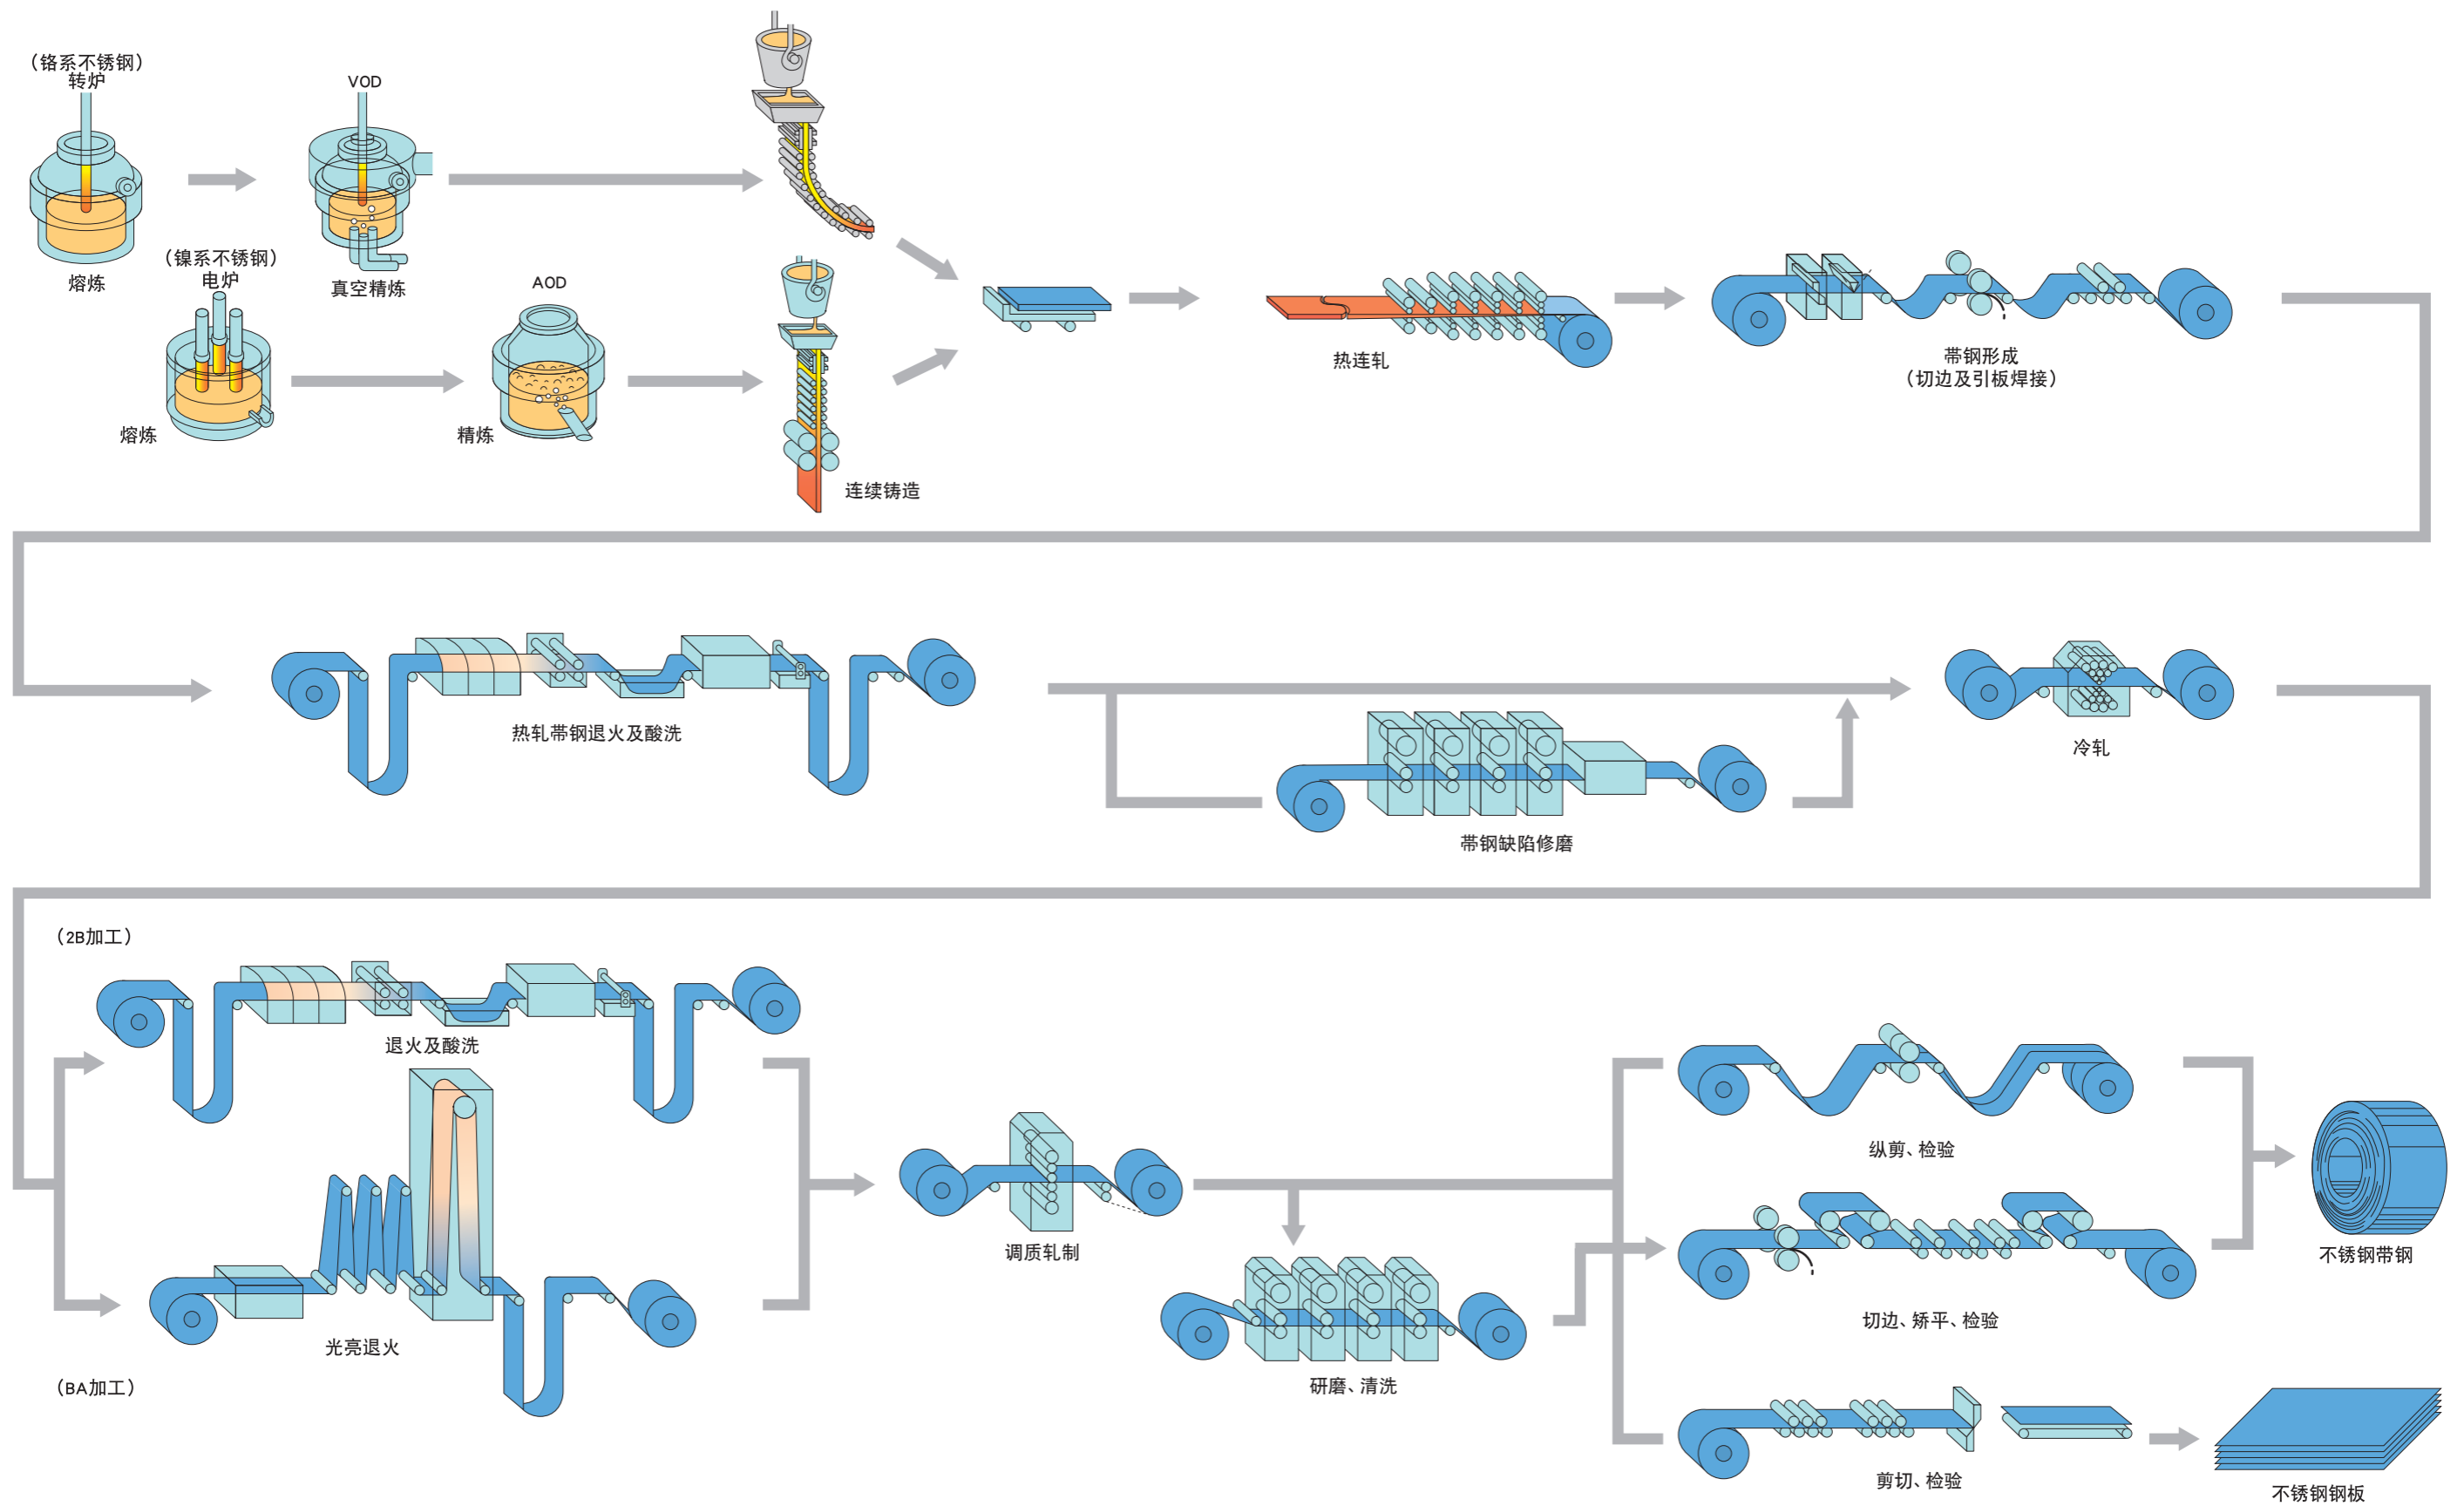 （铬系不锈钢）
转炉
VOD
熔炼
真空精炼
（镍系不锈钢）
电炉
AOD
熔炼
精炼
连续铸造
热连轧
带钢形成
（切边及引板焊接）
热轧带钢退火及酸洗
带钢缺陷修磨
冷轧
（2B加工）
退火及酸洗
光亮退火
（BA加工）
调质轧制
研磨、清洗
纵剪、检验
切边、矫平、检验
剪切、检验
不锈钢带钢
不锈钢钢板